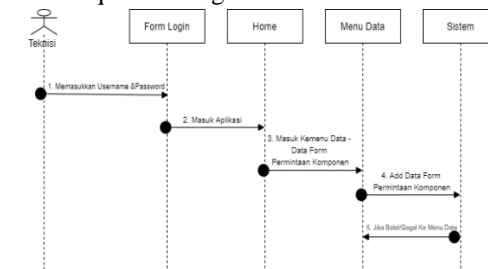 Form Login
Home
Menu Data
Sistem
Teknisi
1. Memasukkan Username &Password
2. Masuk Aplikasi
3. Masuk Kemenu Data -
Data Form
Permintaan Komponen
4. Add Data Form
Permintaan Komponen
5. Jika Batal/Gagal Ke Menu Data